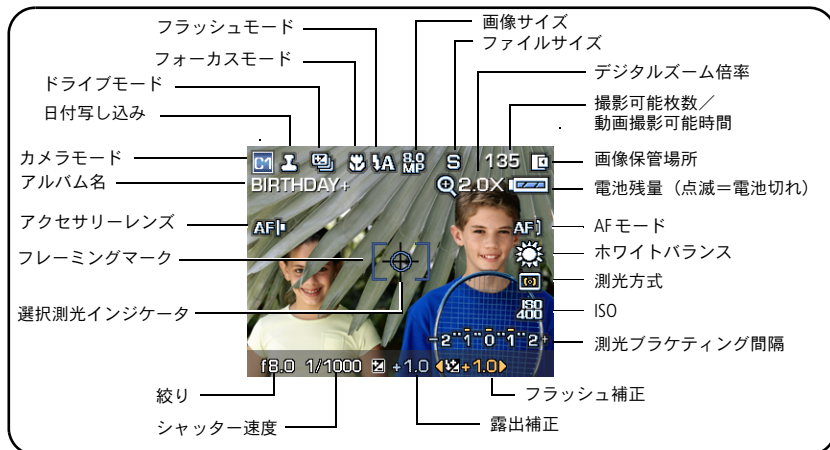 フラッシュモード
フォーカスモード
ドライブモード
日付写し込み
カメラモード
アルバム名
アクセサリーレンズ
フレーミングマーク
選択測光インジケータ
絞り
シャッター速度
画像サイズ
ファイルサイズ
デジタルズーム倍率
撮影可能枚数／
動画撮影可能時間
画像保管場所
電池残量（点滅＝電池切れ）
AFモード
ホワイトバランス
測光方式
ISO
測光ブラケティング間隔
フラッシュ補正
露出補正
C1 A 8.0 MP S 135
BIRTHDAY+ 2.0X
AF AF
ISO
400
-2 1 0 1 2+
f8.0 1/1000 +1.0 +1.0